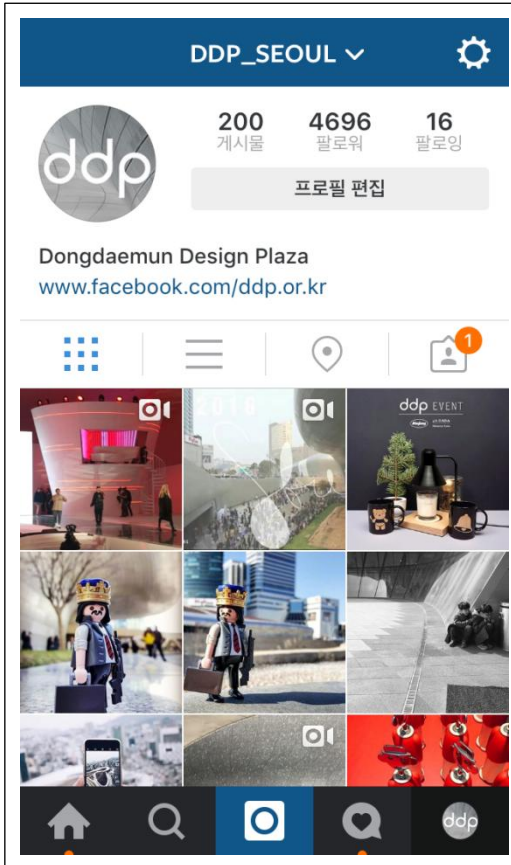 DDP_SEOUL
ddp
200 4696 16
게시물 팔로워 팔로잉
프로필 편집
Dongdaemun Design Plaza
www.facebook.com/ddp.or.kr
1
2016
ddp EVENT
ddp